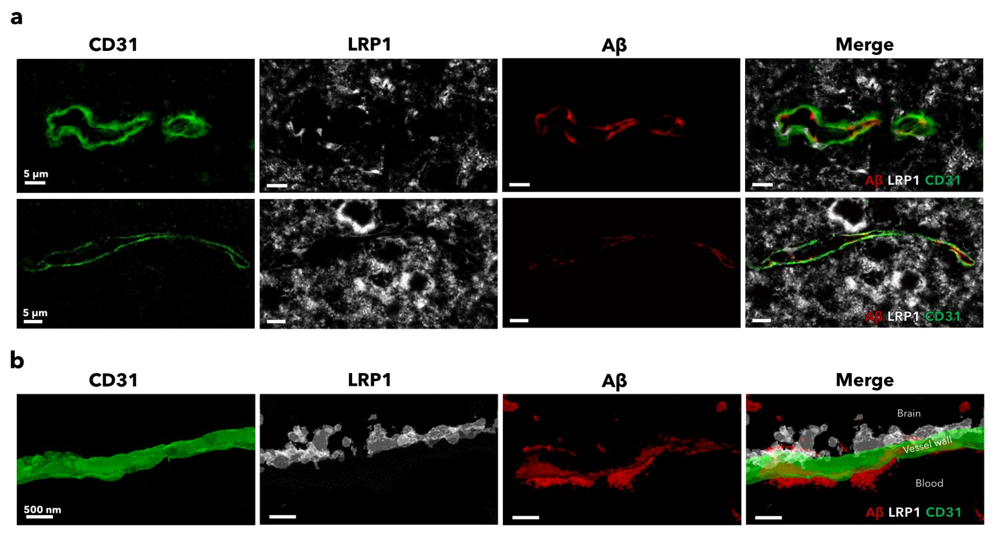 a
CD31 LRP1 Aβ Merge
5 µm
Aβ LRP1 CD31
5 µm
Aβ LRP1 CD31
b
CD31 LRP1 Aβ Merge
Brain
Vessel wall
Blood
500 nm
Aβ LRP1 CD31